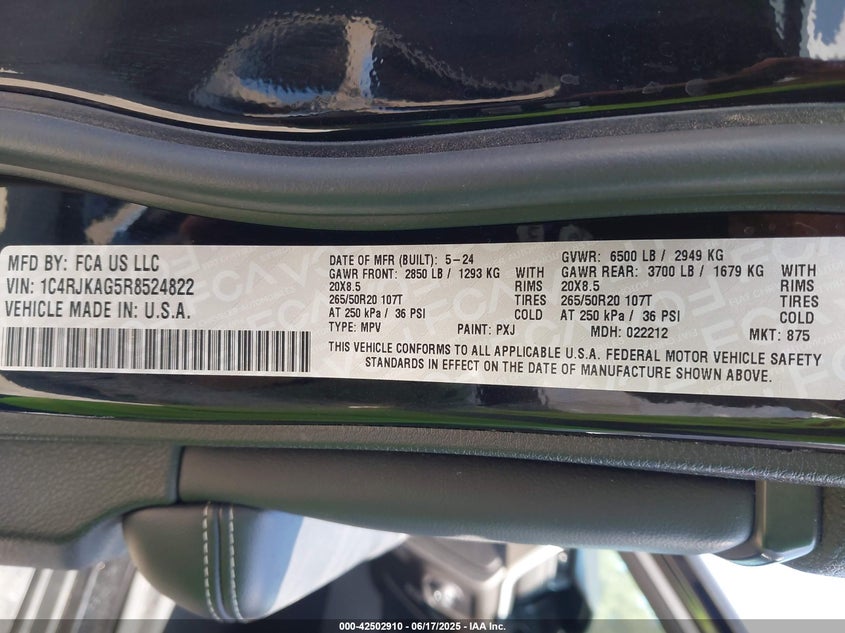 MFD BY: FCA US LLC
VIN: 1C4RJKAG5R8524822
VEHICLE MADE IN: U.S.A.
DATE OF MFR (BUILT): 5-24 GVWR: 6500 LB / 2949 KG
GAWR FRONT: 2850 LB / 1293 KG WITH GAWR REAR: 3700 LB / 1679 KG WITH
20X8.5 RIMS 20X8.5 RIMS
265/50R20 107T TIRES 265/50R20 107T TIRES
AT 250 kPa / 36 PSI COLD AT 250 kPa / 36 PSI COLD
TYPE: MPV PAINT: PXJ MDH: 022212 MKT: 875
THIS VEHICLE CONFORMS TO ALL APPLICABLE U.S.A. FEDERAL MOTOR VEHICLE SAFETY
STANDARDS IN EFFECT ON THE DATE OF MANUFACTURE SHOWN ABOVE.
000-42502910 - 06/17/2025 - IAA Inc.